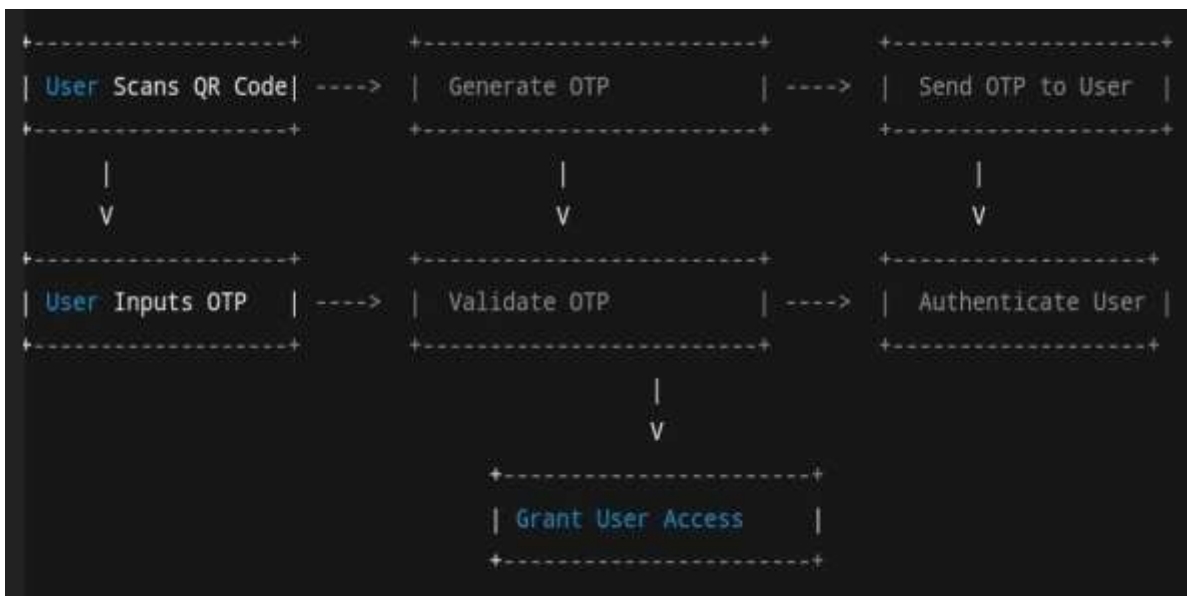 +-------------------+ +-------------------------+ +--------------------+
| User Scans QR Code| ----> | Generate OTP | ----> | Send OTP to User |
+-------------------+ +-------------------------+ +--------------------+
| | |
V V V
+-------------------+ +-------------------------+ +-------------------+
| User Inputs OTP | ----> | Validate OTP | ----> | Authenticate User |
+-------------------+ +-------------------------+ +-------------------+
|
V
+-----------------------+
| Grant User Access |
+-----------------------+